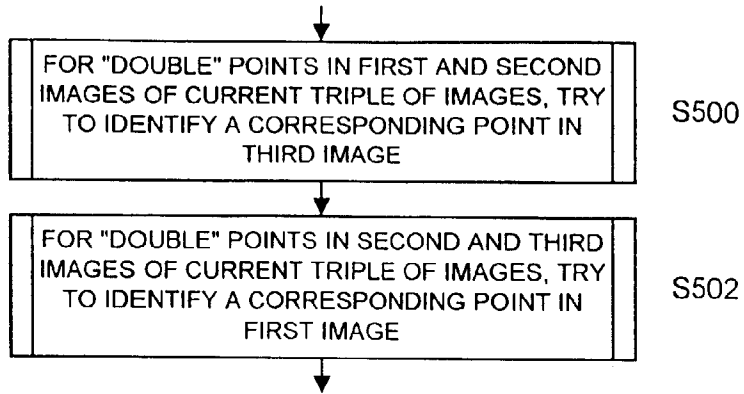 FOR "DOUBLE" POINTS IN FIRST AND SECOND
IMAGES OF CURRENT TRIPLE OF IMAGES, TRY
TO IDENTIFY A CORRESPONDING POINT IN
THIRD IMAGE
S500
FOR "DOUBLE" POINTS IN SECOND AND THIRD
IMAGES OF CURRENT TRIPLE OF IMAGES, TRY
TO IDENTIFY A CORRESPONDING POINT IN
FIRST IMAGE
S502